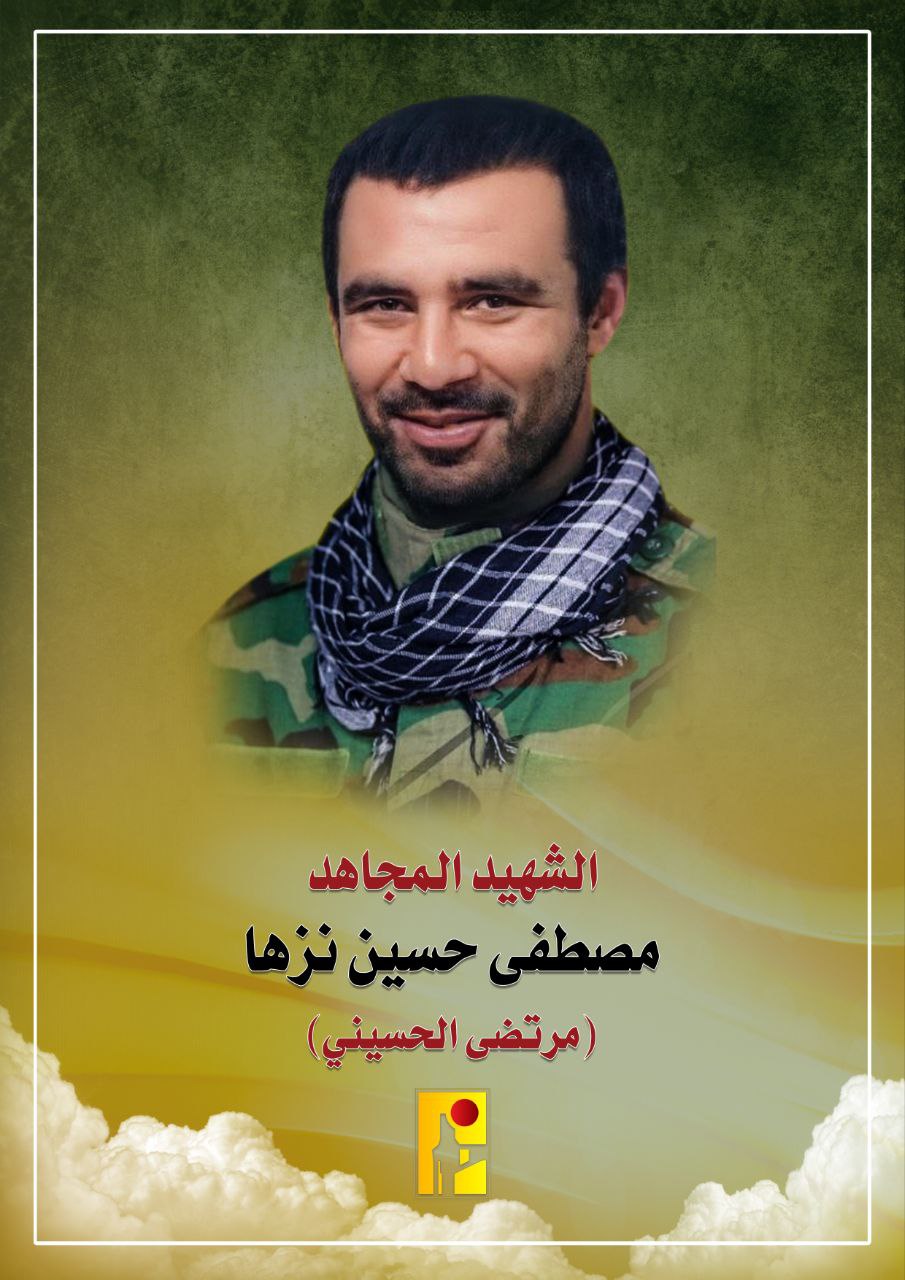 الشهيد المجاهد
مصطفى حسين نزها
(مرتضى الحسيني)